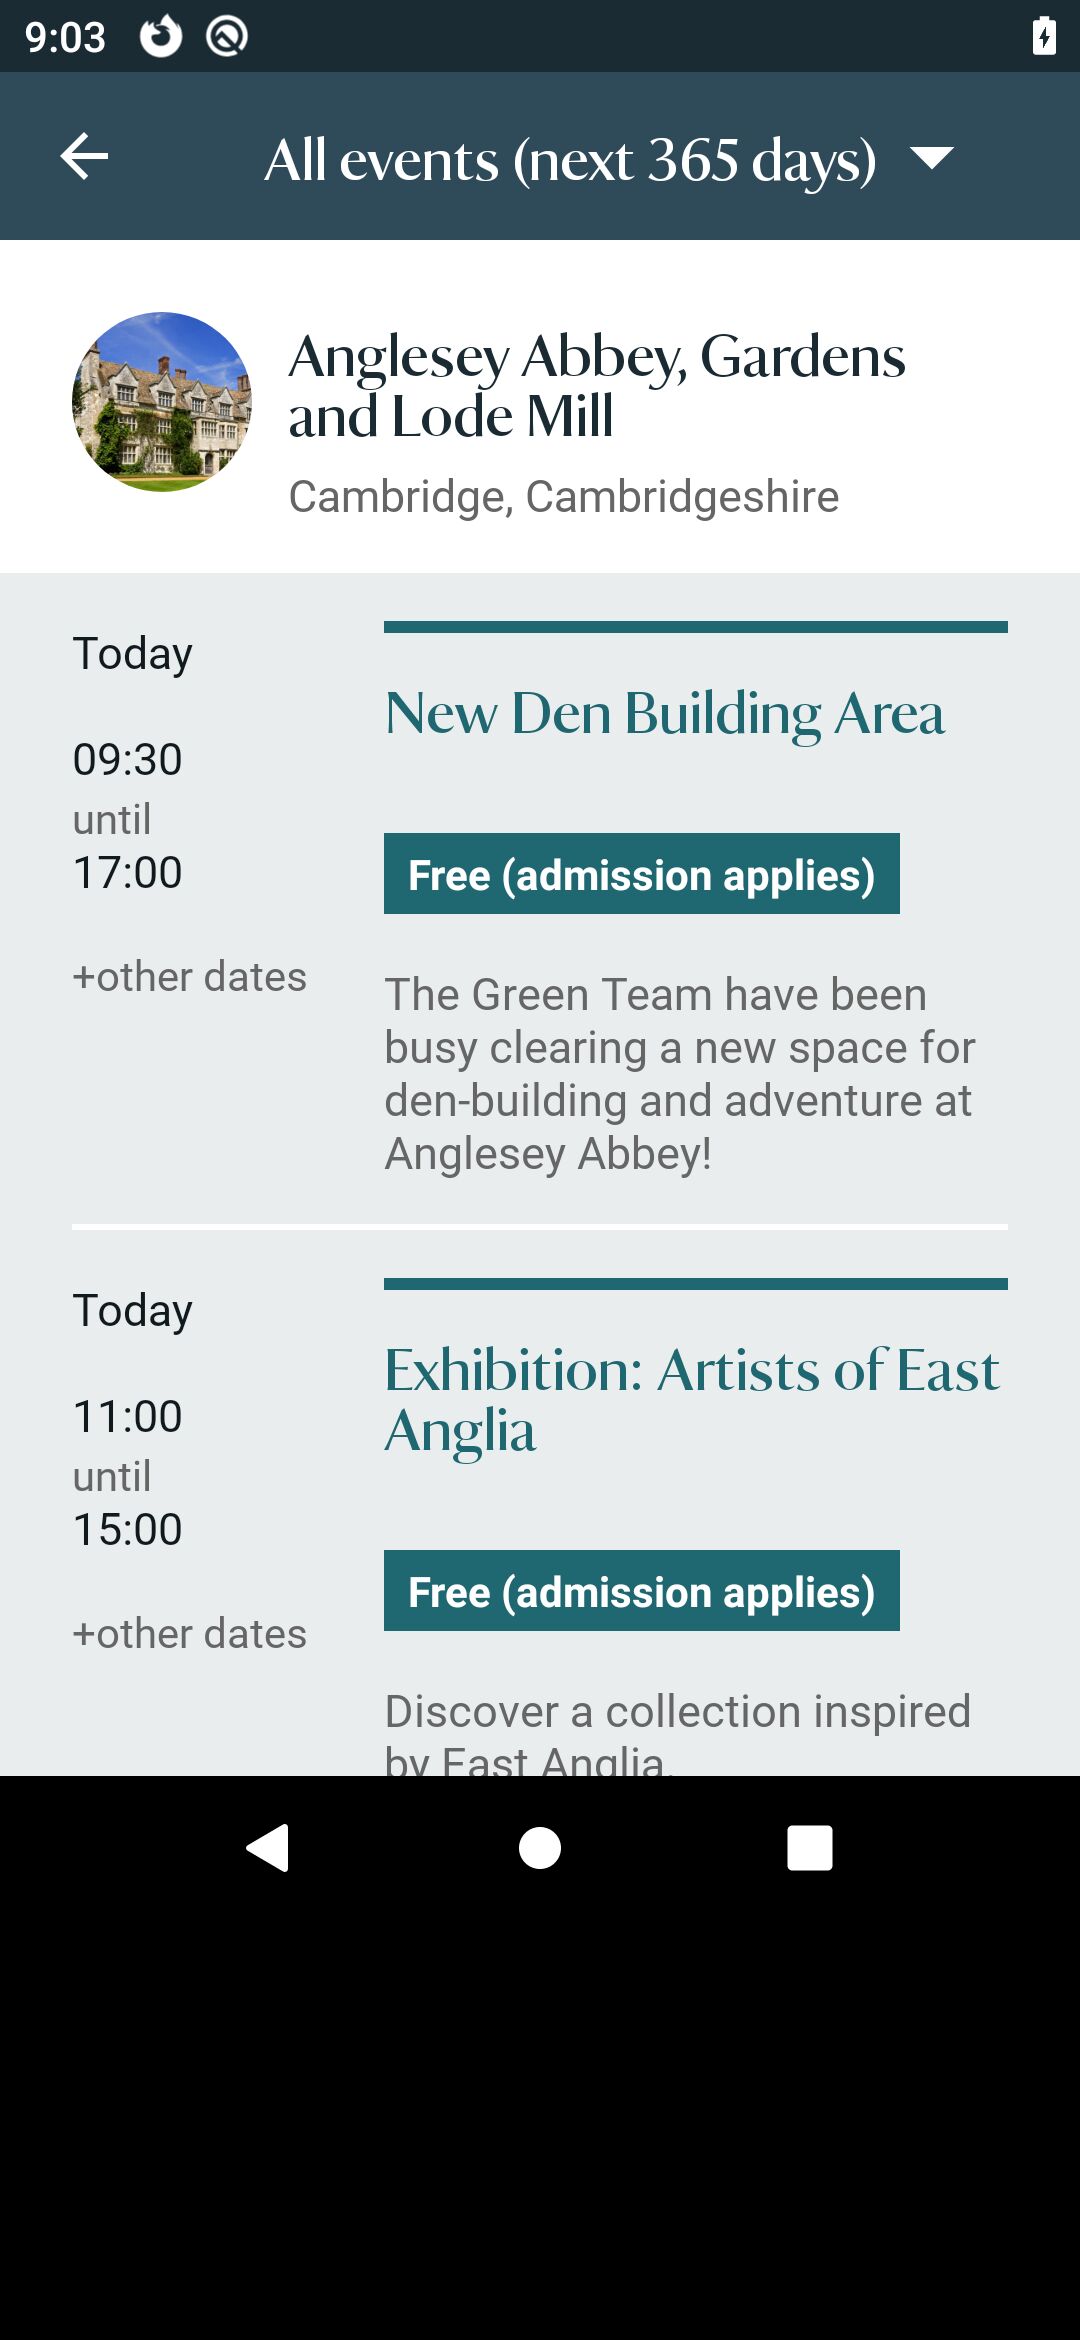 9:03
All events (next 365 days)
Anglesey Abbey, Gardens
and Lode Mill
Cambridge, Cambridgeshire
Today
09:30
until
17:00
+other dates
New Den Building Area
Free (admission applies)
The Green Team have been
busy clearing a new space for
den-building and adventure at
Anglesey Abbey!
Today
11:00
until
15:00
+other dates
Exhibition: Artists of East
Anglia
Free (admission applies)
Discover a collection inspired
by East Anglia.